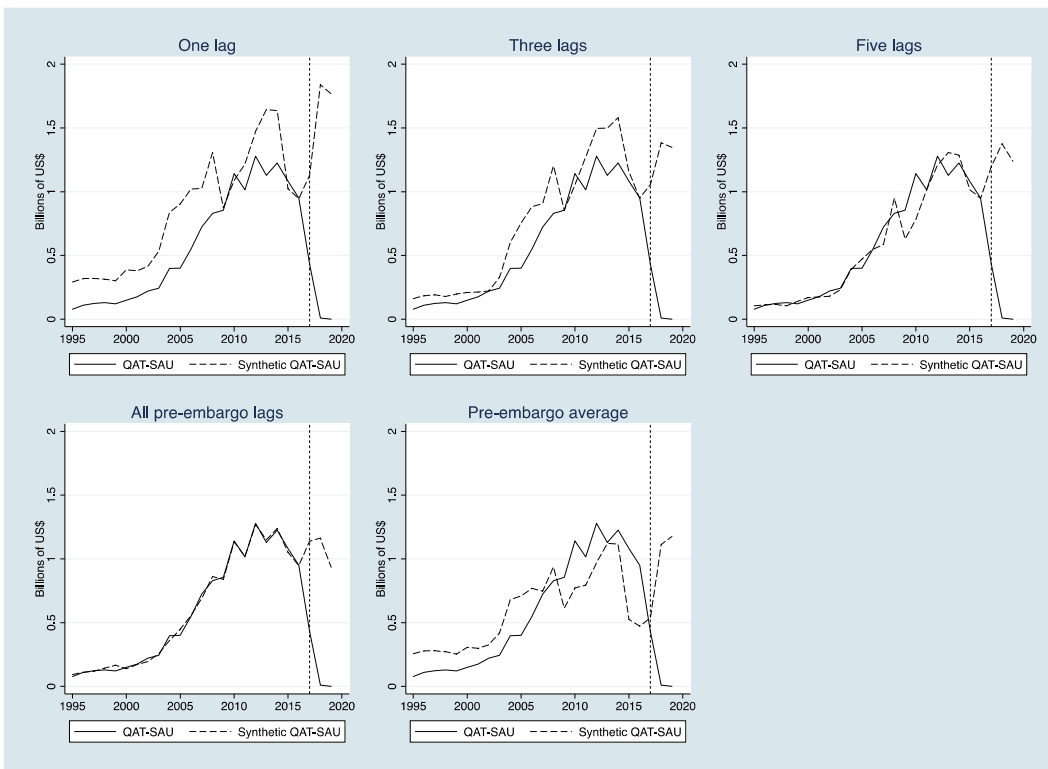 One lag
Three lags
Five lags
Billions of US$
0 0.5 1 1.5 2
1995 2000 2005 2010 2015 2020
QAT-SAU Synthetic QAT-SAU
Billions of US$
0 0.5 1 1.5 2
1995 2000 2005 2010 2015 2020
QAT-SAU Synthetic QAT-SAU
Billions of US$
0 0.5 1 1.5 2
1995 2000 2005 2010 2015 2020
QAT-SAU Synthetic QAT-SAU
All pre-embargo lags
Pre-embargo average
Billions of US$
0 0.5 1 1.5 2
1995 2000 2005 2010 2015 2020
QAT-SAU Synthetic QAT-SAU
Billions of US$
0 0.5 1 1.5 2
1995 2000 2005 2010 2015 2020
QAT-SAU Synthetic QAT-SAU